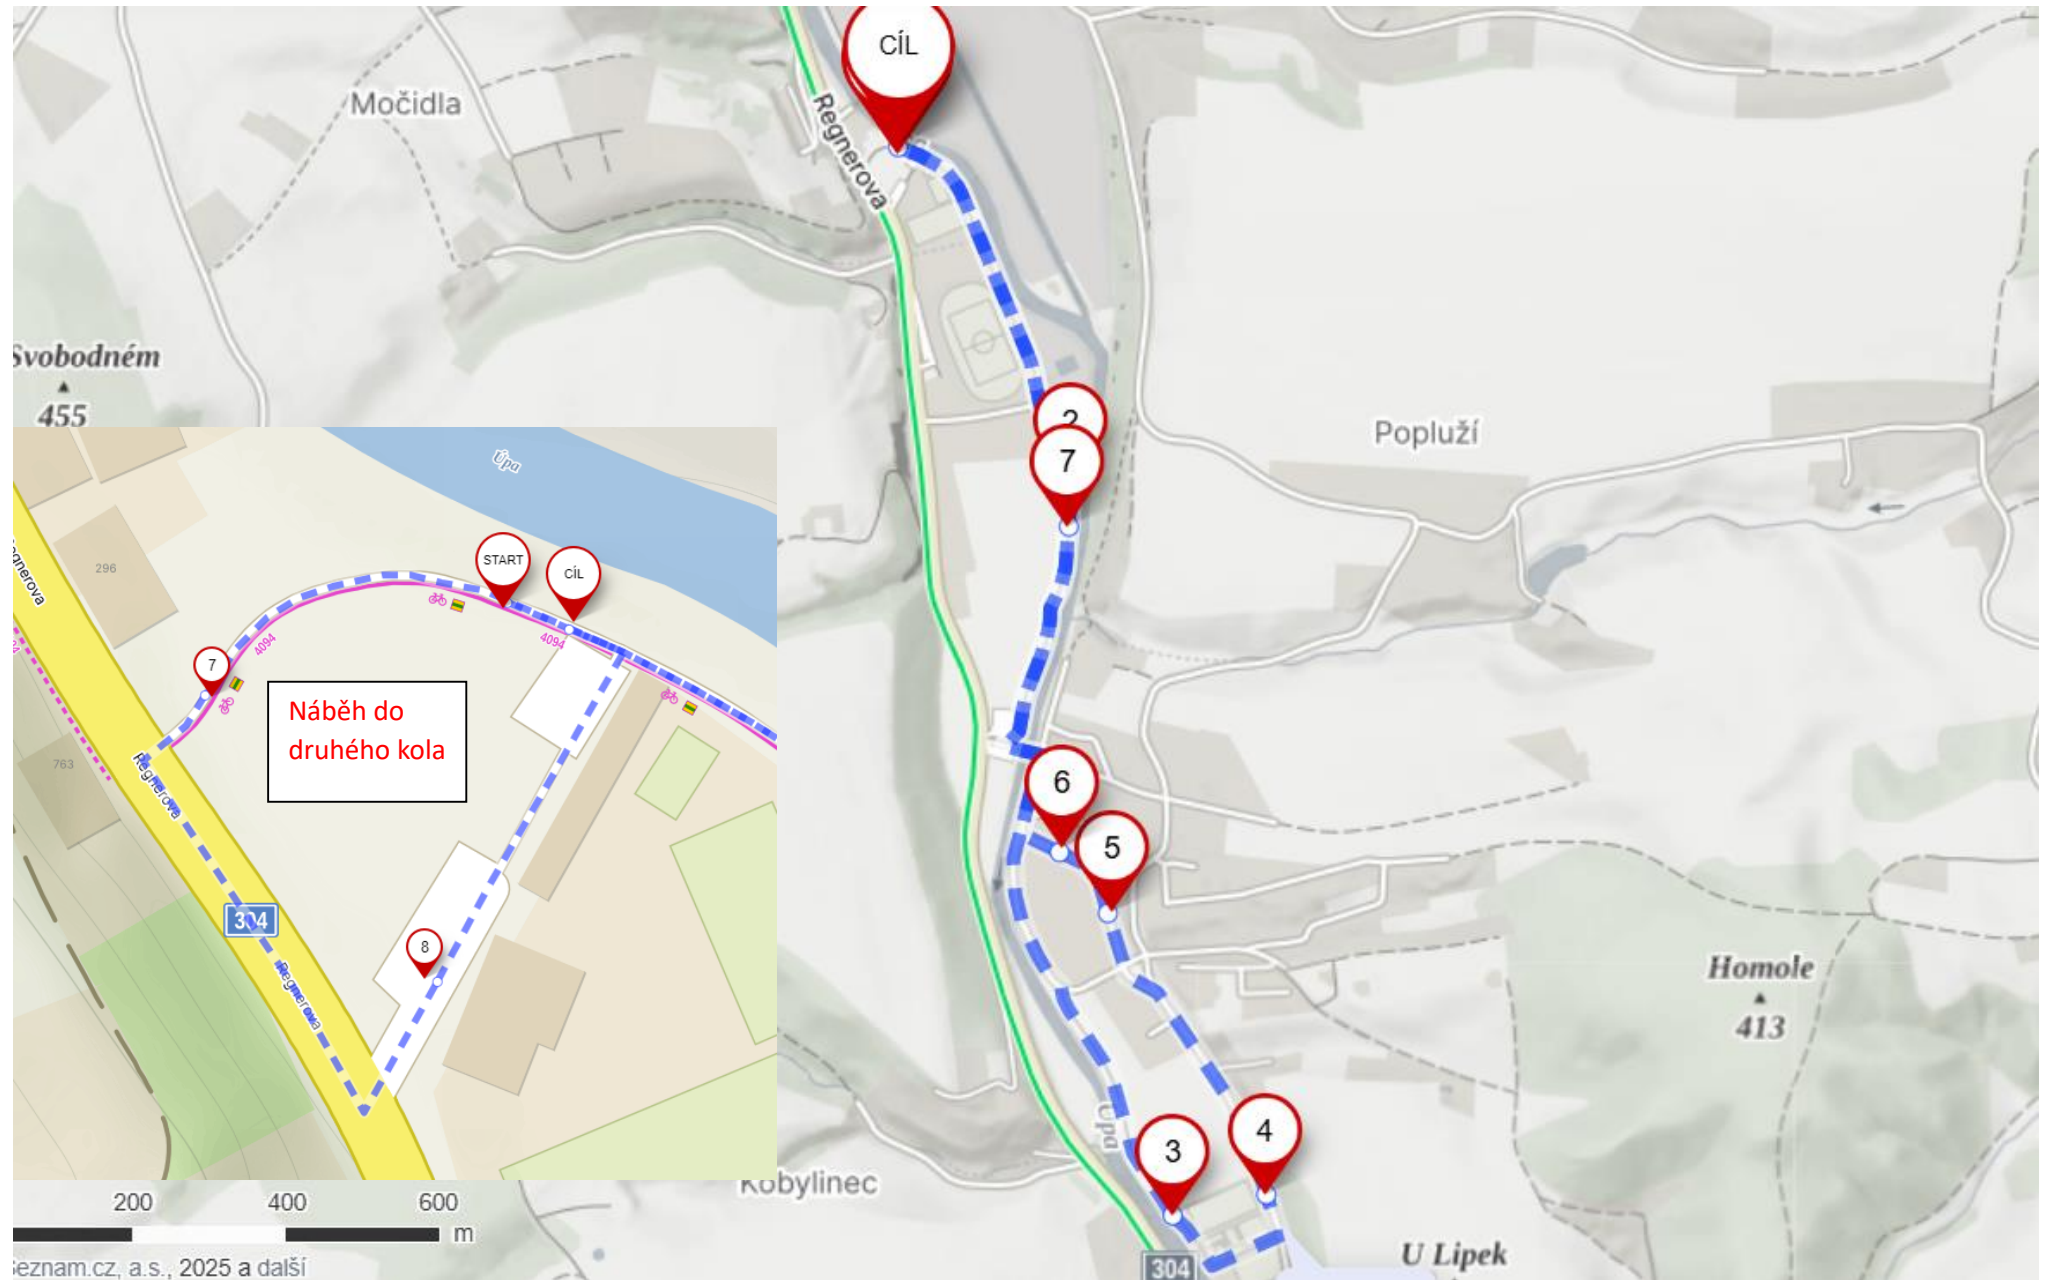 CÍL
Močidla
Regnerova
Svobodném
455
2
7
Popluží
Úpa
START
CÍL
296
4094
4094
7
Náběh do
druhého kola
763
Regnerova
304
8
Regnerova
6
5
Homole
413
Úpa
3
4
Kobylinec
200
400
600
m
U Lipek
304
Seznam.cz, a.s., 2025 a další